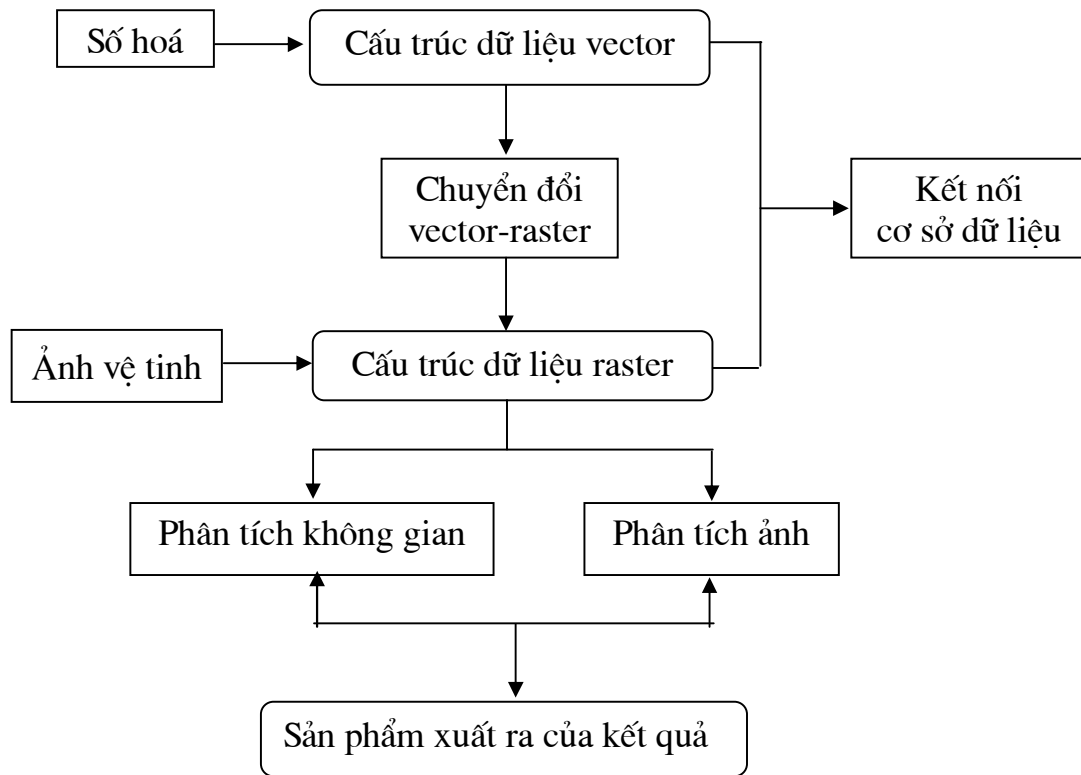 Số hoá
Cấu trúc dữ liệu vector
Chuyển đổi
vector-raster
Kết nối
cơ sở dữ liệu
Ảnh vệ tinh
Cấu trúc dữ liệu raster
Phân tích không gian
Phân tích ảnh
Sản phẩm xuất ra của kết quả